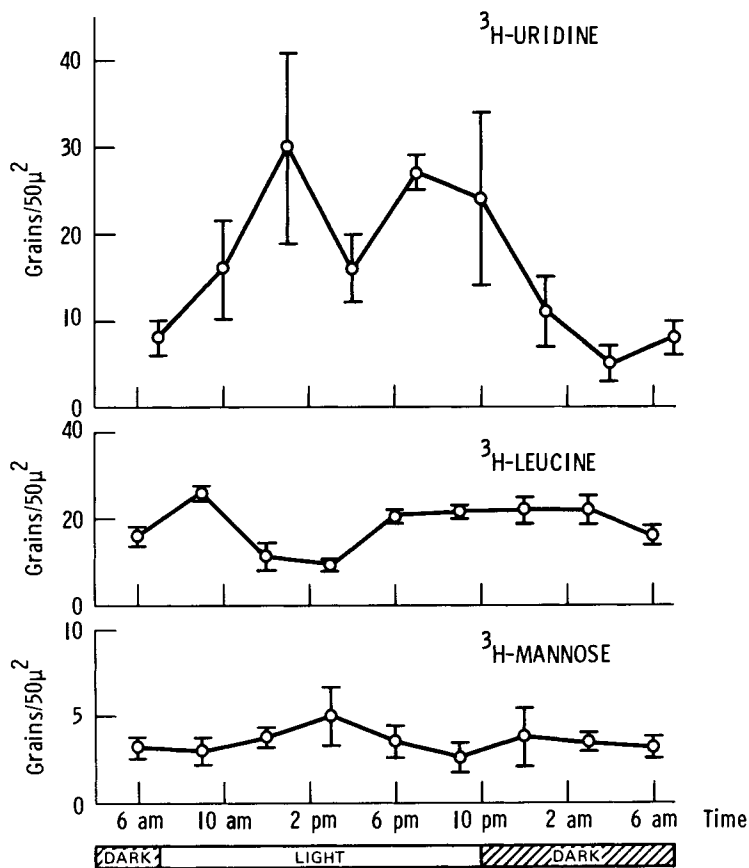 ³H-URIDINE
Grains/50μ²
40
30
20
10
0
³H-LEUCINE
Grains/50μ²
40
20
0
³H-MANNOSE
Grains/50μ²
10
5
0
6 am 10 am 2 pm 6 pm 10 pm 2 am 6 am Time
DARK LIGHT DARK